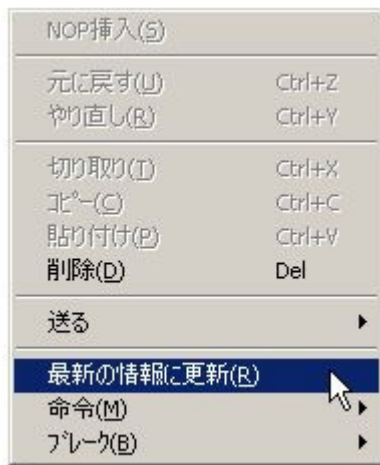 NOP挿入(S)
元に戻す(U) Ctrl+Z
やり直し(R) Ctrl+Y
切り取り(T) Ctrl+X
ｺﾋﾟｰ(C) Ctrl+C
貼り付け(P) Ctrl+V
削除(D) Del
送る
最新の情報に更新(R)
命令(M)
ﾌﾞﾚｰｸ(B)